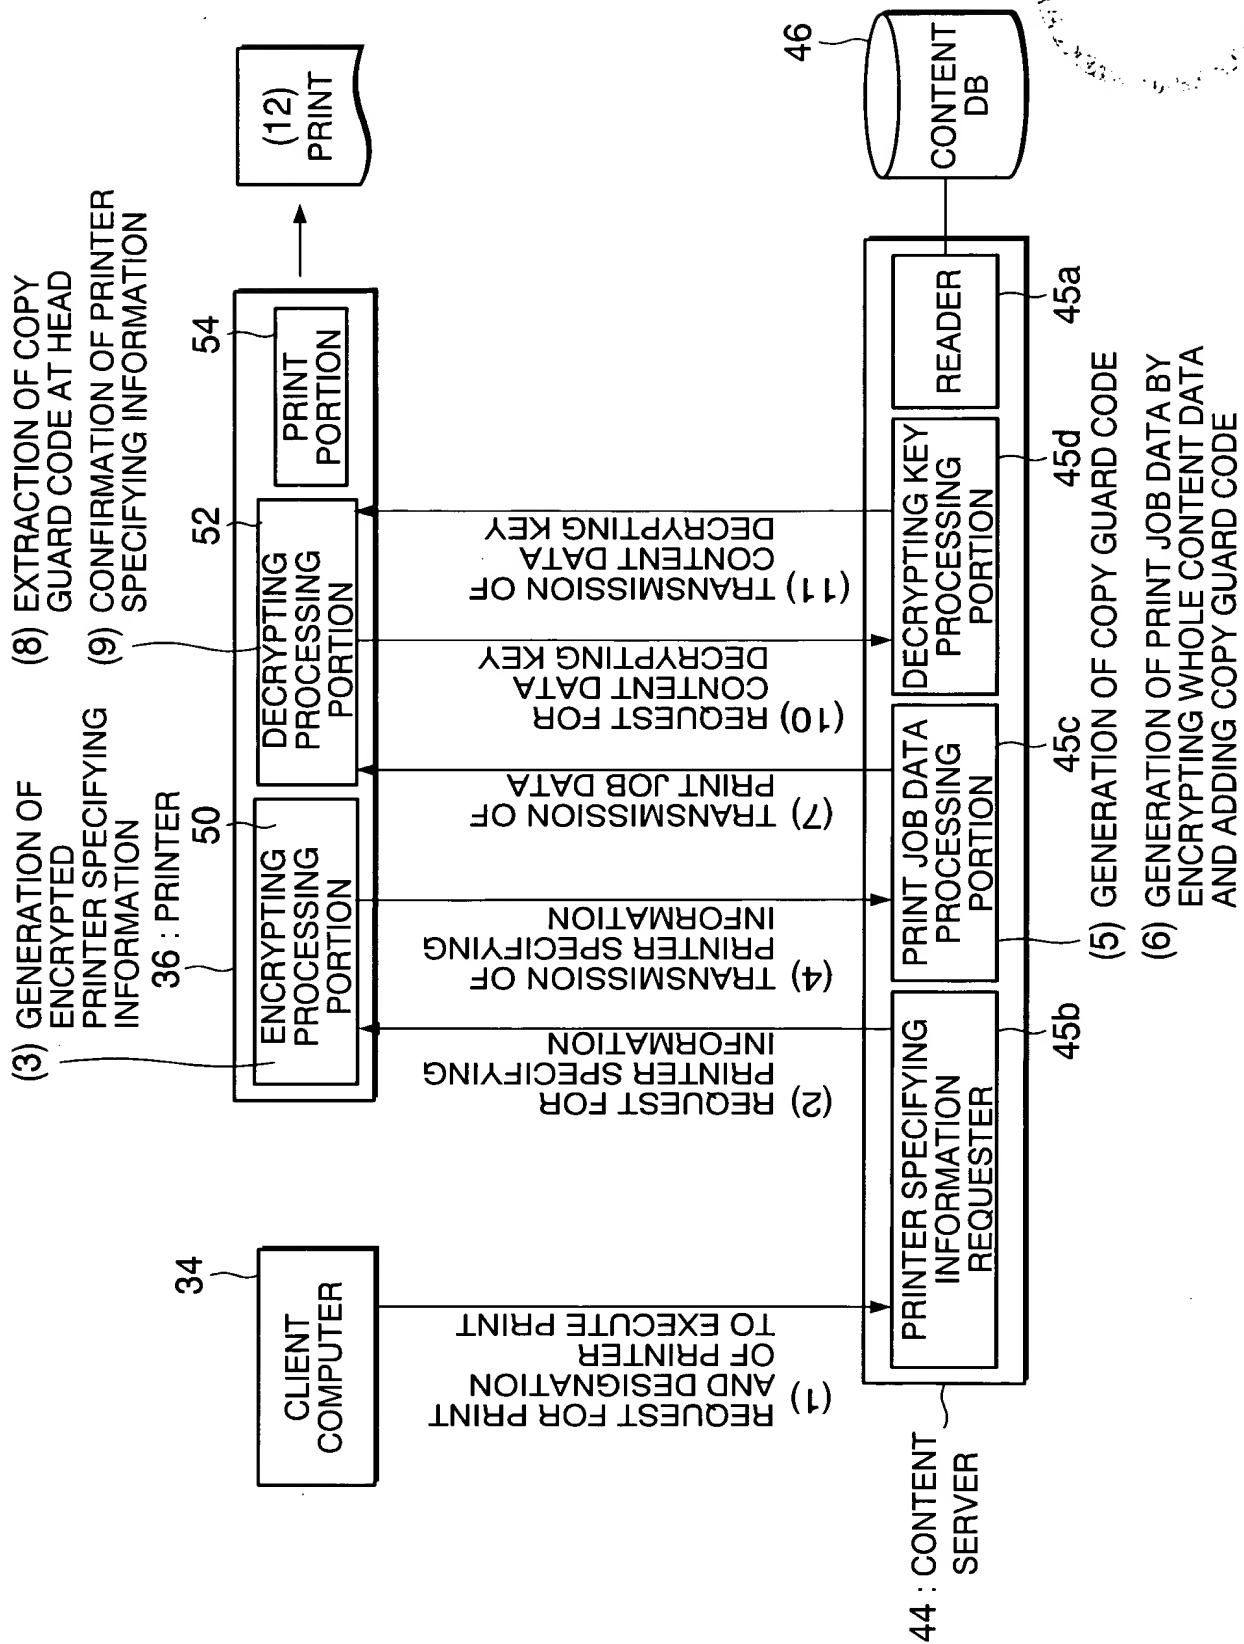 (3) GENERATION OF
ENCRYPTED
PRINTER SPECIFYING
INFORMATION
36 : PRINTER
(8) EXTRACTION OF COPY
GUARD CODE AT HEAD
(9) CONFIRMATION OF PRINTER
SPECIFYING INFORMATION
34
CLIENT
COMPUTER
50
ENCRYPTING
PROCESSING
PORTION
52
DECRYPTING
PROCESSING
PORTION
54
PRINT
PORTION
(12)
PRINT
(1) REQUEST FOR PRINT
AND DESIGNATION
OF PRINTER
TO EXECUTE PRINT
(2) REQUEST FOR
PRINTER SPECIFYING
INFORMATION
(4) TRANSMISSION OF
PRINTER SPECIFYING
INFORMATION
(7) TRANSMISSION OF
PRINT JOB DATA
(10) REQUEST FOR
CONTENT DATA
DECRYPTING KEY
(11) TRANSMISSION OF
CONTENT DATA
DECRYPTING KEY
44 : CONTENT
SERVER
PRINTER SPECIFYING
INFORMATION
REQUESTER
45b
PRINT JOB DATA
PROCESSING
PORTION
45c
DECRYPTING KEY
PROCESSING
PORTION
45d
READER
45a
46
CONTENT
DB
(5) GENERATION OF COPY GUARD CODE
(6) GENERATION OF PRINT JOB DATA BY
ENCRYPTING WHOLE CONTENT DATA
AND ADDING COPY GUARD CODE